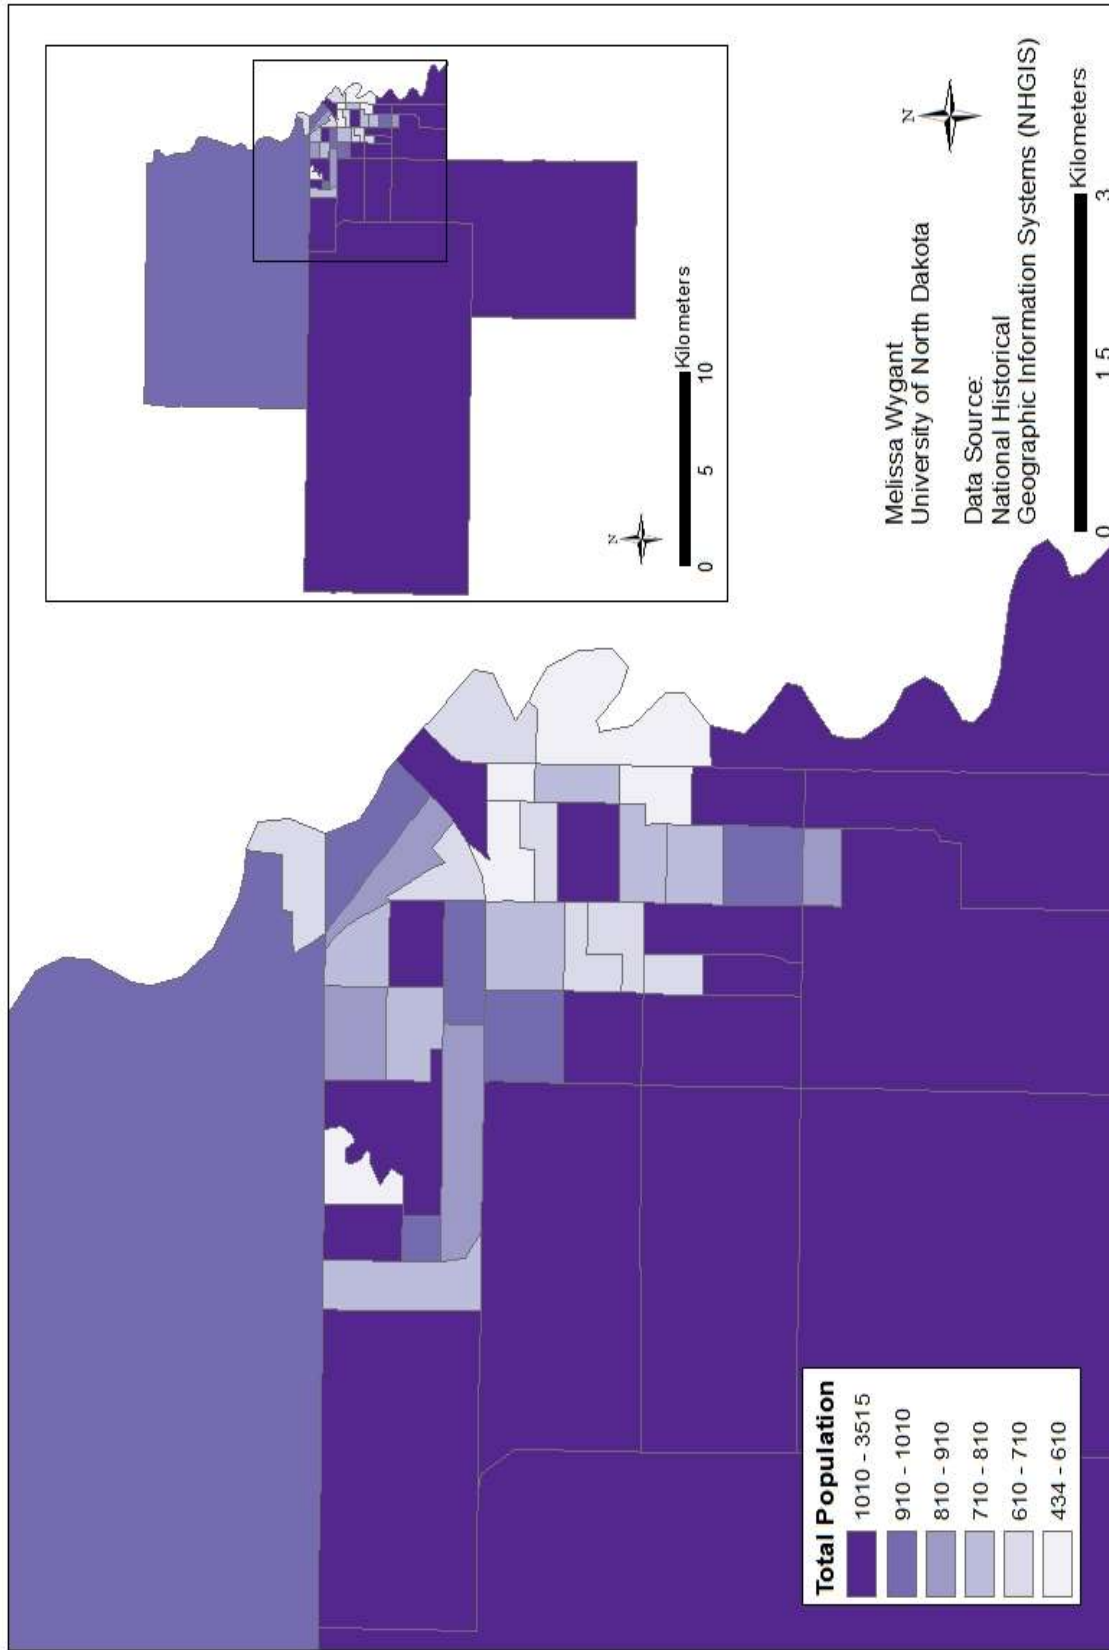 N
0 5 10
Kilometers
Total Population
1010 - 3515
910 - 1010
810 - 910
710 - 810
610 - 710
434 - 610
Melissa Wygant
University of North Dakota
Data Source:
National Historical
Geographic Information Systems (NHGIS)
N
0 1.5 3
Kilometers